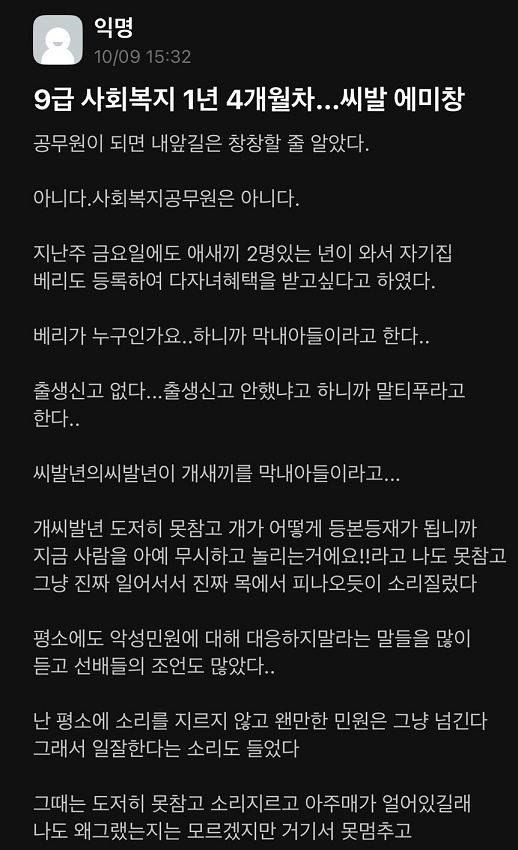 익명
10/09 15:32
9급 사회복지 1년 4개월차...씨발 에미창
공무원이 되면 내앞길은 창창할 줄 알았다.
아니다.사회복지공무원은 아니다.
지난주 금요일에도 애새끼 2명있는 년이 와서 자기집
베리도 등록하여 다자녀혜택을 받고싶다고 하였다.
베리가 누구인가요..하니까 막내아들이라고 한다..
출생신고 없다...출생신고 안했냐고 하니까 말티푸라고
한다..
씨발년의씨발년이 개새끼를 막내아들이라고...
개씨발년 도저히 못참고 개가 어떻게 등본등재가 됩니까
지금 사람을 아예 무시하고 놀리는거에요!!라고 나도 못참고
그냥 진짜 일어서서 진짜 목에서 피나오듯이 소리질렀다
평소에도 악성민원에 대해 대응하지말라는 말들을 많이
듣고 선배들의 조언도 많았다..
난 평소에 소리를 지르지 않고 왠만한 민원은 그냥 넘긴다
그래서 일잘한다는 소리도 들었다
그때는 도저히 못참고 소리지르고 아주매가 얼어있길래
나도 왜그랬는지는 모르겠지만 거기서 못멈추고